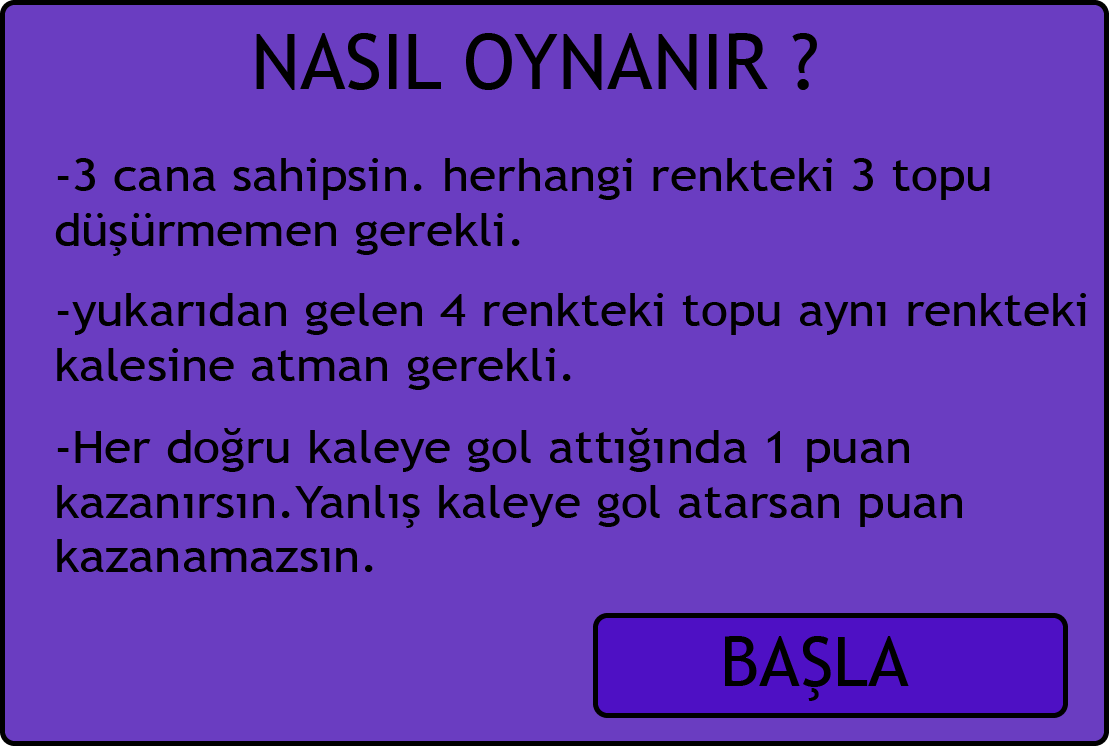 NASIL OYNANIR ?
-3 cana sahipsin. herhangi renkteki 3 topu
düşürmemen gerekli.
-yukarıdan gelen 4 renkteki topu aynı renkteki
kalesine atman gerekli.
-Her doğru kaleye gol attığında 1 puan
kazanırsın.Yanlış kaleye gol atarsan puan
kazanamazsın.
BAŞLA